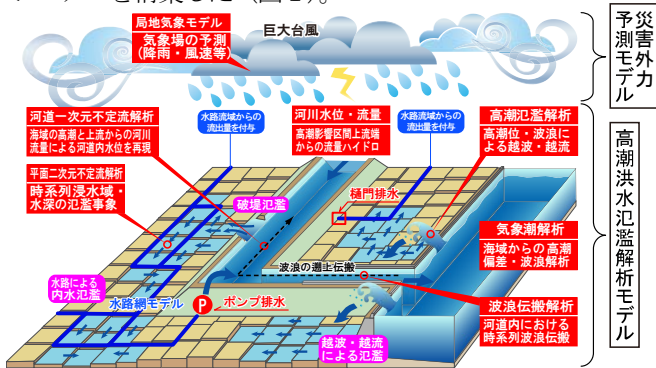 局地気象モデル
気象場の予測
(降雨・風速等)
巨大台風
災害外力
予測モデル
河道一次元不定流解析
海域の高潮と上流からの河川
流量による河道内水位を再現
水路流域からの
流出量を付与
河川水位・流量
高潮影響区間上流端
からの流量ハイドロ
水路流域からの
流出量を付与
高潮氾濫解析
高潮位・波浪に
よる越波・越流
平面二次元不定流解析
時系列浸水域・
水深の氾濫事象
破堤氾濫
樋門排水
気象潮解析
海域からの高潮
偏差・波浪解析
波浪の遡上伝搬
水路による
内水氾濫
水路網モデル
P
ポンプ排水
波浪伝搬解析
河道内における
時系列波浪伝搬
越波・越流
による氾濫
高潮洪水氾濫解析モデル